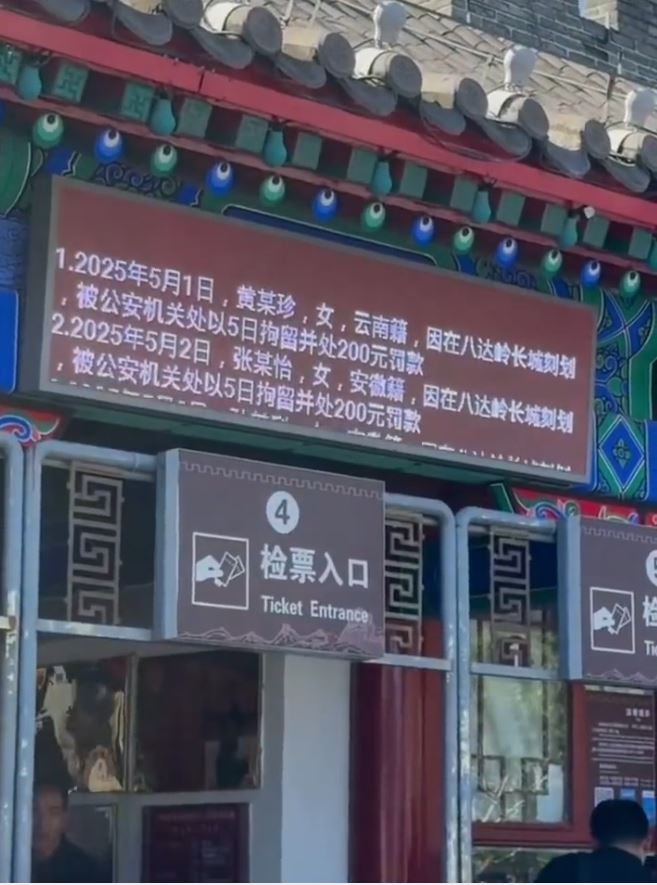 1.2025年5月1日，黄某珍，女，云南籍，因在八达岭长城刻划
，被公安机关处以5日拘留并处200元罚款
2.2025年5月2日，张某怡，女，安徽籍，因在八达岭长城刻划
，被公安机关处以5日拘留并处200元罚款
4
检票入口
Ticket Entrance
检
Ti